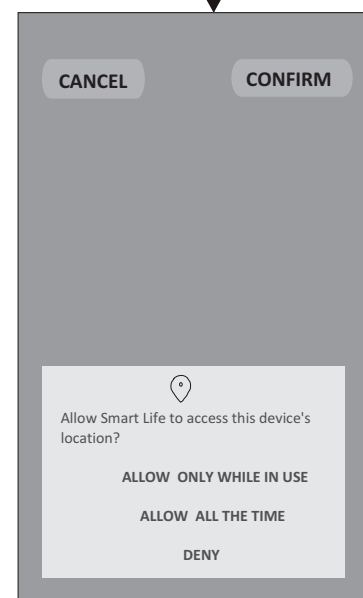 CANCEL
CONFIRM
Allow Smart Life to access this device's
location?
ALLOW ONLY WHILE IN USE
ALLOW ALL THE TIME
DENY